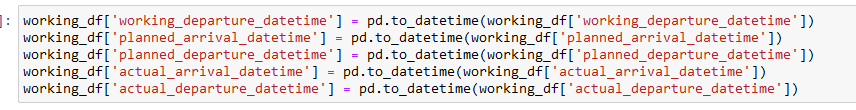 ]: working_df['working_departure_datetime'] = pd.to_datetime(working_df['working_departure_datetime'])
working_df['planned_arrival_datetime'] = pd.to_datetime(working_df['planned_arrival_datetime'])
working_df['planned_departure_datetime'] = pd.to_datetime(working_df['planned_departure_datetime'])
working_df['actual_arrival_datetime'] = pd.to_datetime(working_df['actual_arrival_datetime'])
working_df['actual_departure_datetime'] = pd.to_datetime(working_df['actual_departure_datetime'])